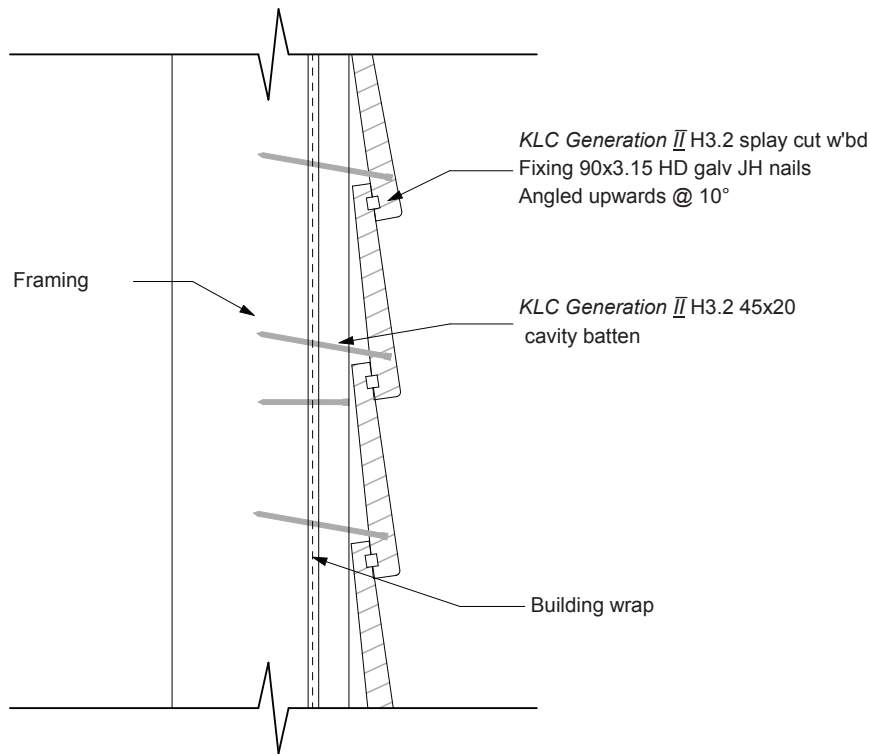 KLC Generation II H3.2 splay cut w'bd
Fixing 90x3.15 HD galv JH nails
Angled upwards @ 10°
Framing
KLC Generation II H3.2 45x20
cavity batten
Building wrap